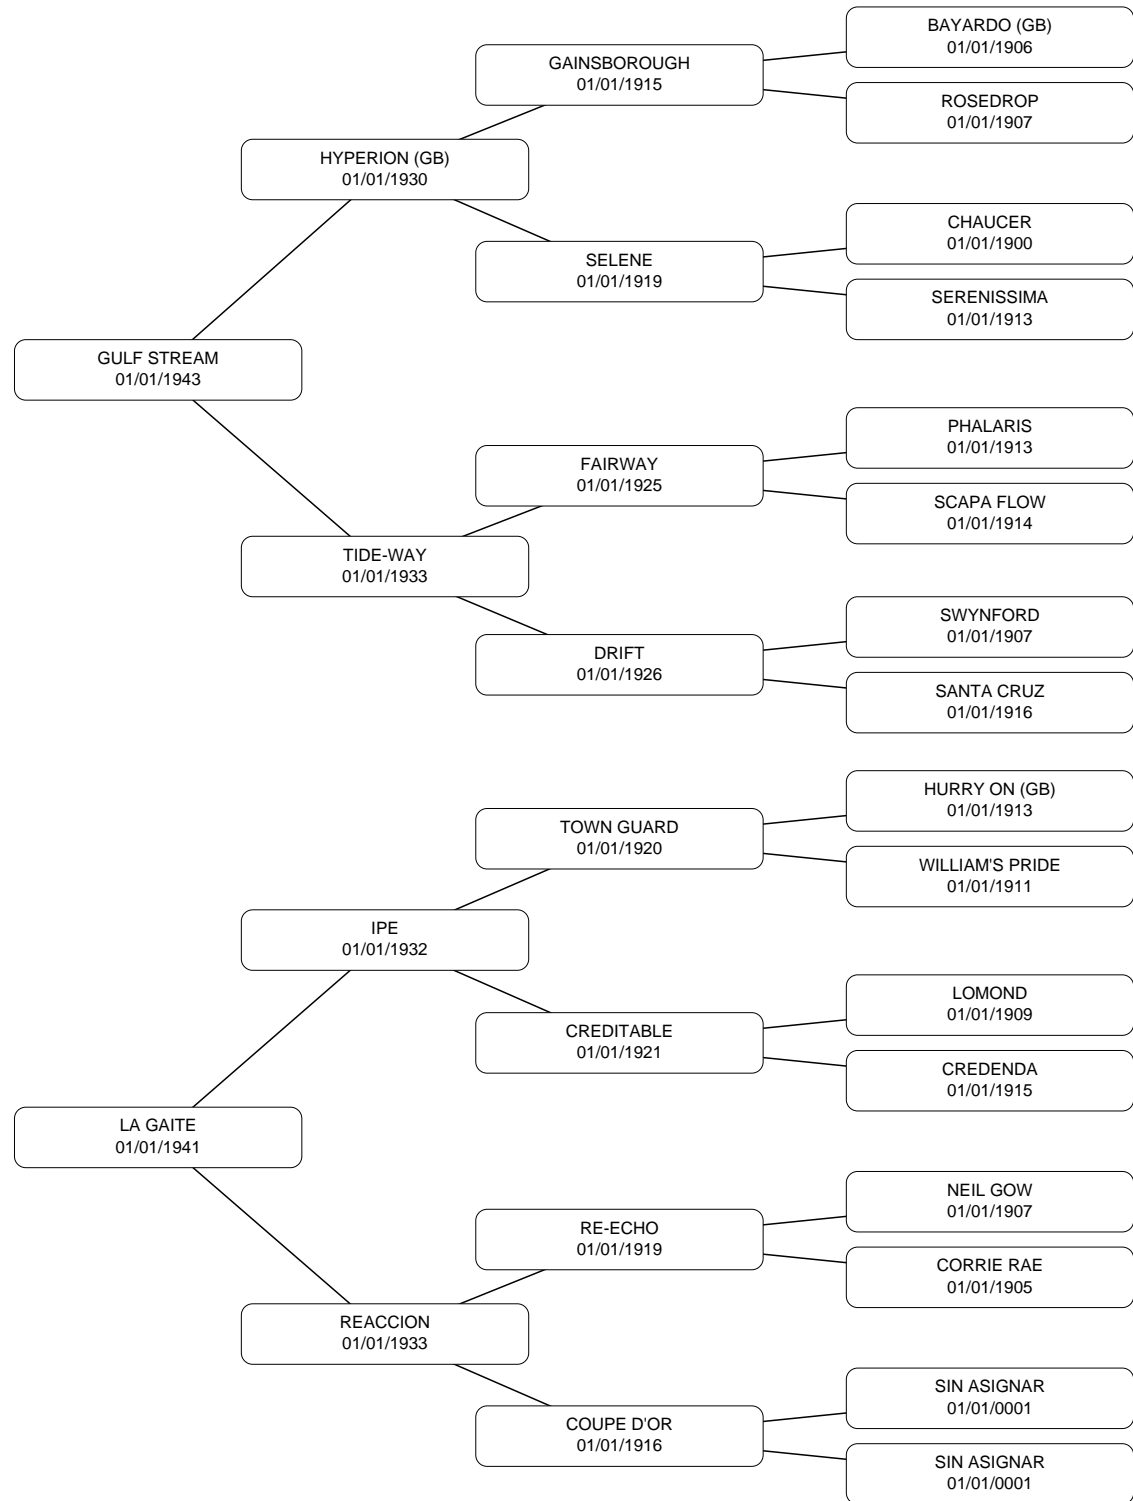 BAYARDO (GB)
01/01/1906
GAINSBOROUGH
01/01/1915
ROSEDROP
01/01/1907
HYPERION (GB)
01/01/1930
CHAUCER
01/01/1900
SELENE
01/01/1919
SERENISSIMA
01/01/1913
GULF STREAM
01/01/1943
PHALARIS
01/01/1913
FAIRWAY
01/01/1925
SCAPA FLOW
01/01/1914
TIDE-WAY
01/01/1933
SWYNFORD
01/01/1907
DRIFT
01/01/1926
SANTA CRUZ
01/01/1916
HURRY ON (GB)
01/01/1913
TOWN GUARD
01/01/1920
WILLIAM'S PRIDE
01/01/1911
IPE
01/01/1932
LOMOND
01/01/1909
CREDITABLE
01/01/1921
CREDENDA
01/01/1915
LA GAITE
01/01/1941
NEIL GOW
01/01/1907
RE-ECHO
01/01/1919
CORRIE RAE
01/01/1905
REACCION
01/01/1933
SIN ASIGNAR
01/01/0001
COUPE D'OR
01/01/1916
SIN ASIGNAR
01/01/0001